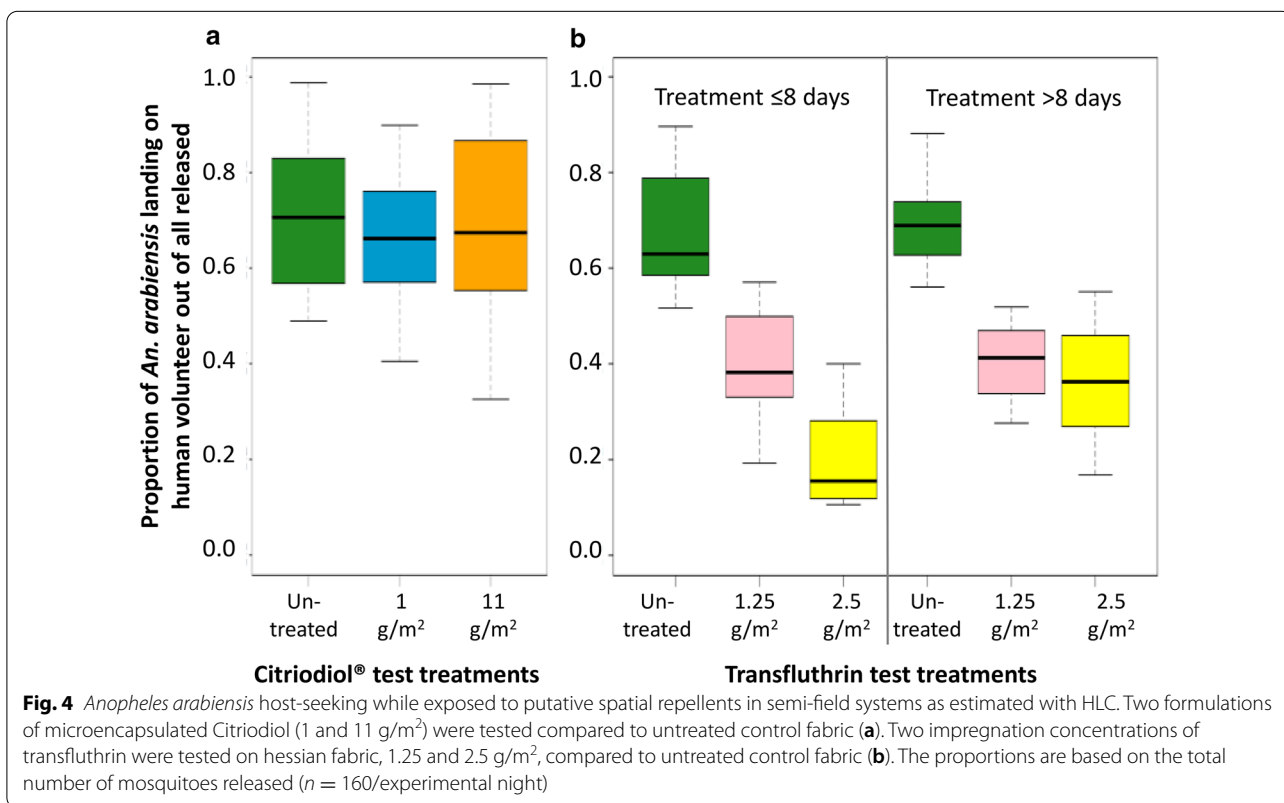 a
b
Proportion of An. arabiensis landing on
human volunteer out of all released
1.0
0.8
0.6
0.4
0.2
0.0
Un-
treated
1
g/m²
11
g/m²
Citriodiol® test treatments
1.0
0.8
0.6
0.4
0.2
0.0
Treatment ≤8 days
Treatment >8 days
Un-
treated
1.25
g/m²
2.5
g/m²
Un-
treated
1.25
g/m²
2.5
g/m²
Transfluthrin test treatments
Fig. 4 Anopheles arabiensis host-seeking while exposed to putative spatial repellents in semi-field systems as estimated with HLC. Two formulations
of microencapsulated Citriodiol (1 and 11 g/m²) were tested compared to untreated control fabric (a). Two impregnation concentrations of
transfluthrin were tested on hessian fabric, 1.25 and 2.5 g/m², compared to untreated control fabric (b). The proportions are based on the total
number of mosquitoes released (n = 160/experimental night)